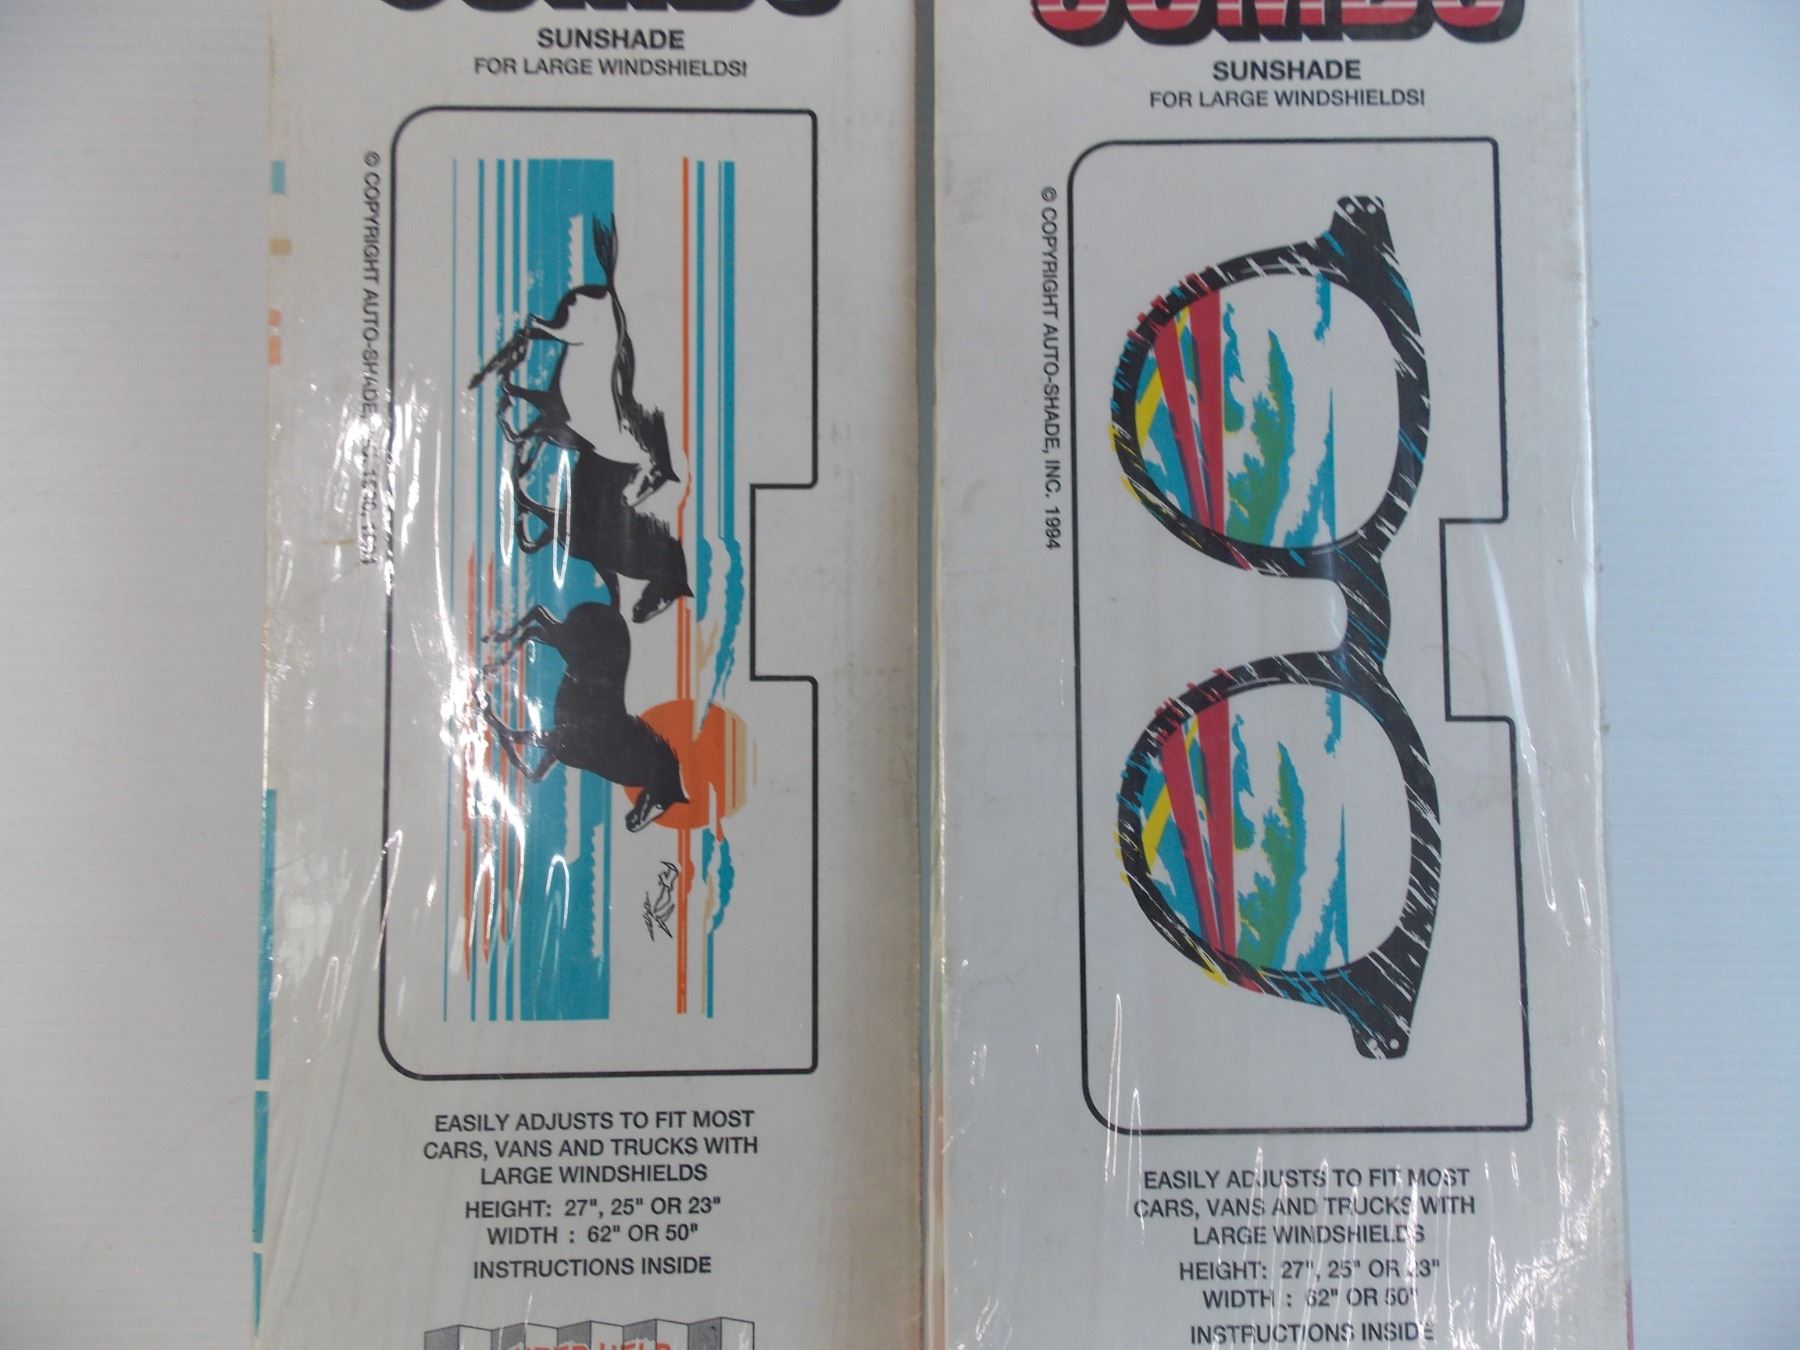 SUNSHADE
FOR LARGE WINDSHIELDS!
© COPYRIGHT AUTO-SHADE,
EASILY ADJUSTS TO FIT MOST
CARS, VANS AND TRUCKS WITH
LARGE WINDSHIELDS
HEIGHT: 27", 25" OR 23"
WIDTH : 62" OR 50"
INSTRUCTIONS INSIDE
SUNSHADE
FOR LARGE WINDSHIELDS!
© COPYRIGHT AUTO-SHADE, INC. 1994
EASILY ADJUSTS TO FIT MOST
CARS, VANS AND TRUCKS WITH
LARGE WINDSHIELDS
HEIGHT: 27", 25" OR 23"
WIDTH : 62" OR 50"
INSTRUCTIONS INSIDE